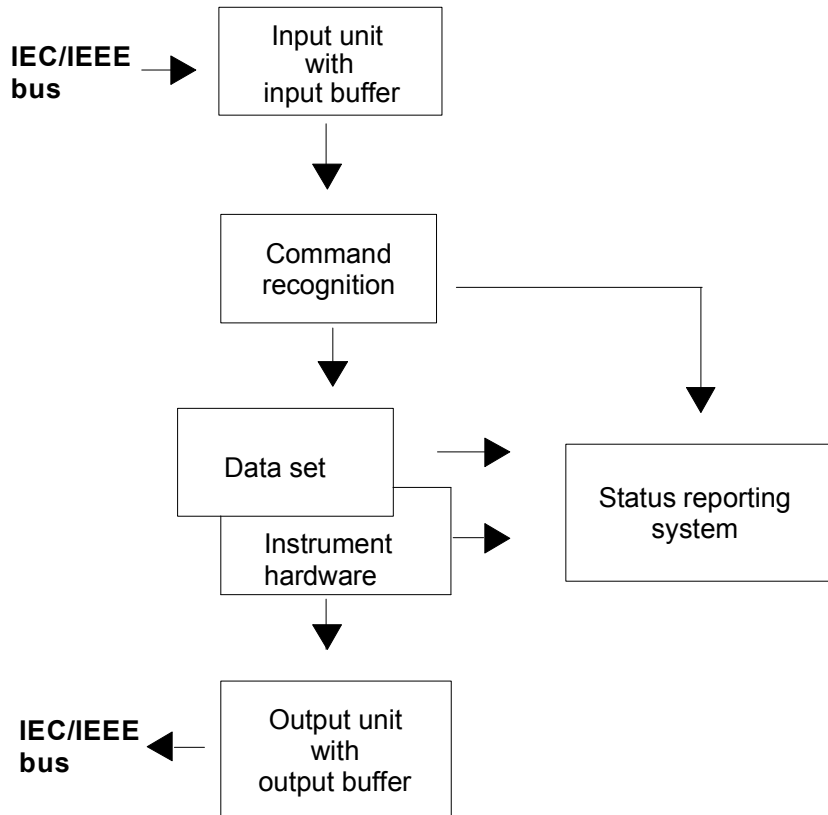 IEC/IEEE
bus
Input unit
with
input buffer
Command
recognition
Data set
Instrument
hardware
Status reporting
system
IEC/IEEE
bus
Output unit
with
output buffer